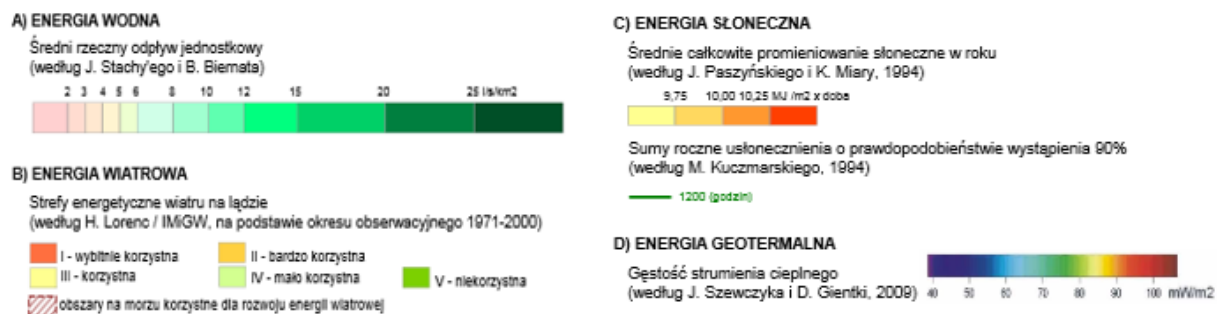 A) ENERGIA WODNA
Średni rzeczny odpływ jednostkowy
(według J. Stachy'ego i B. Biernata)
2 3 4 5 6 8 10 12 15 20 25 l/s/km2
B) ENERGIA WIATROWA
Strefy energetyczne wiatru na lądzie
(według H. Lorenc / IMiGW, na podstawie okresu obserwacyjnego 1971-2000)
I - wybitnie korzystna
II - bardzo korzystna
III - korzystna
IV - mało korzystna
V - niekorzystna
obszary na morzu korzystne dla rozwoju energii wiatrowej
C) ENERGIA SŁONECZNA
Średnie całkowite promieniowanie słoneczne w roku
(według J. Paszyńskiego i K. Miary, 1994)
9,75 10,00 10,25 MJ /m2 x doba
Sumy roczne usłonecznienia o prawdopodobieństwie wystąpienia 90%
(według M. Kuczmarskiego, 1994)
1200 (godzin)
D) ENERGIA GEOTERMALNA
Gęstość strumienia cieplnego
(według J. Szewczyka i D. Gientki, 2009)
40 50 60 70 80 90 100 mW/m2